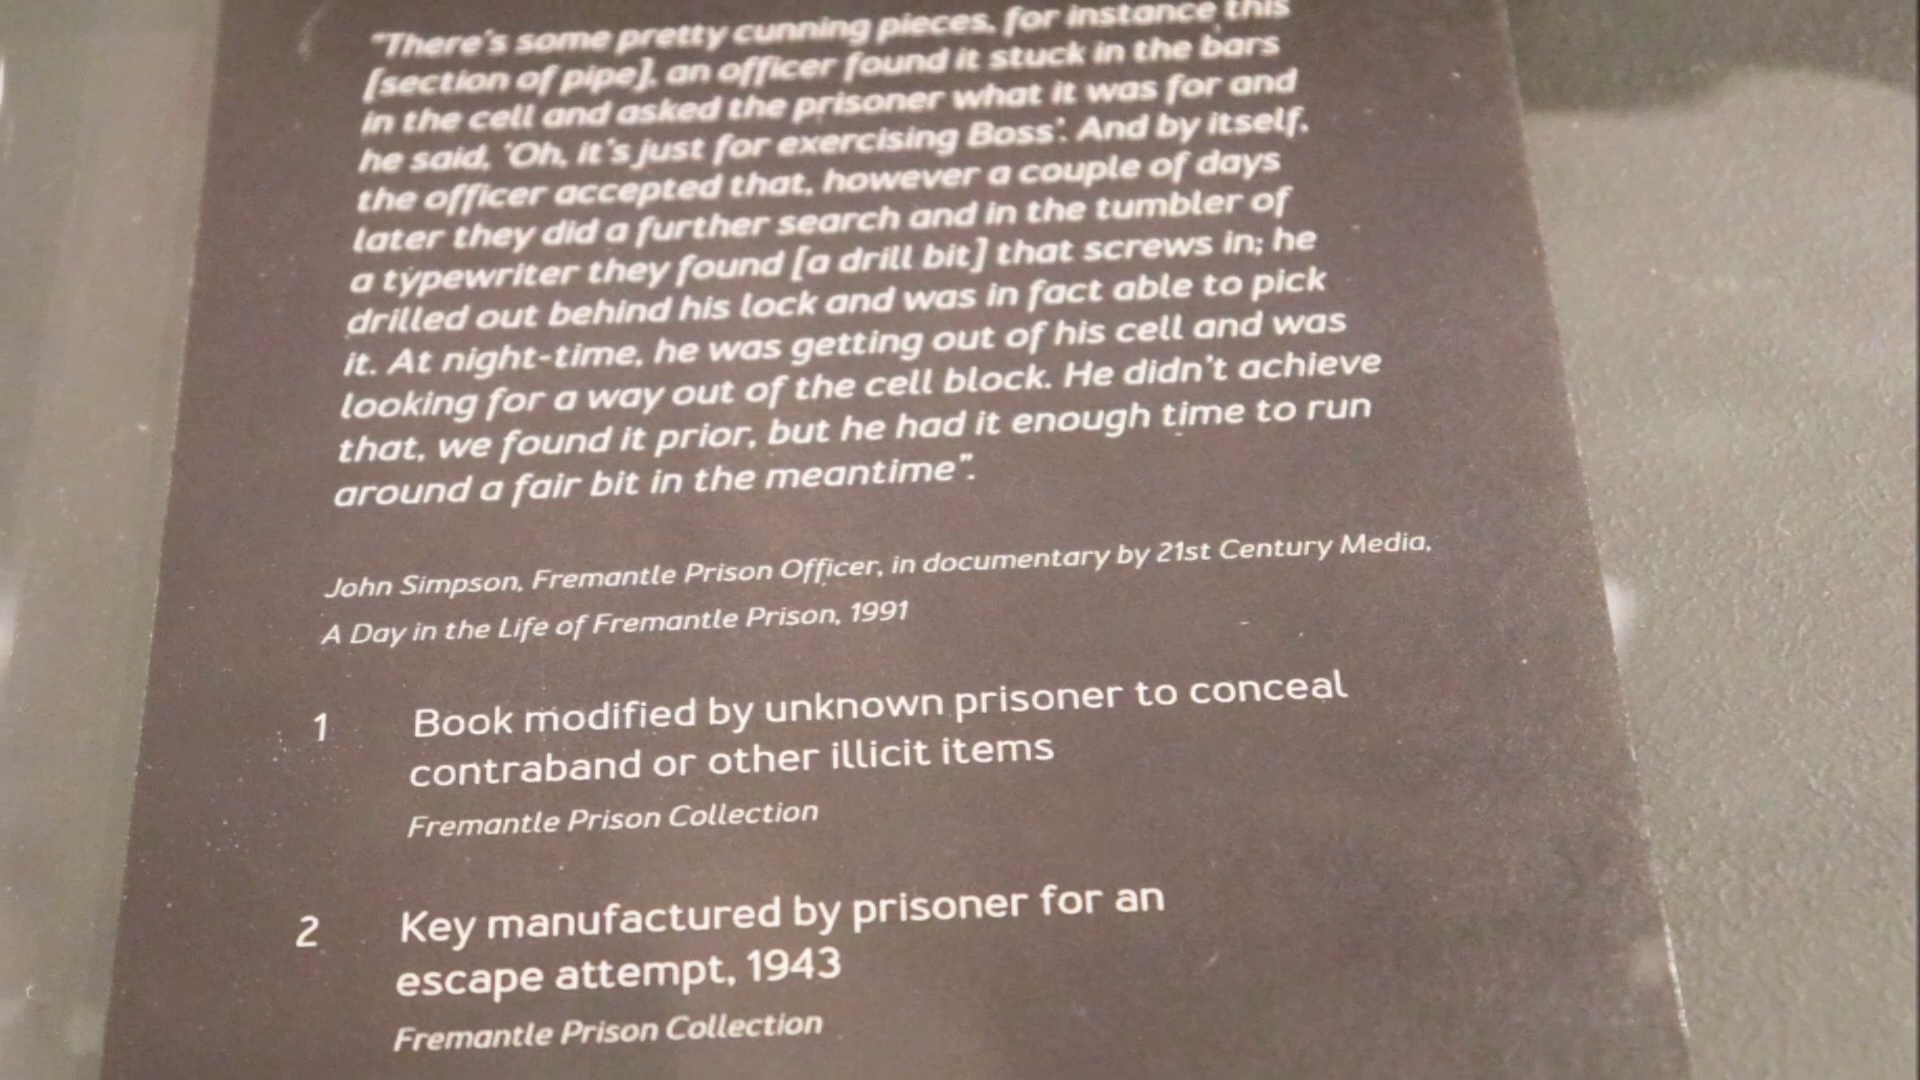 "There's some pretty cunning pieces, for instance this
[section of pipe], an officer found it stuck in the bars
in the cell and asked the prisoner what it was for and
he said, 'Oh, it's just for exercising Boss'. And by itself,
the officer accepted that, however a couple of days
later they did a further search and in the tumbler of
a typewriter they found [a drill bit] that screws in; he
drilled out behind his lock and was in fact able to pick
it. At night-time, he was getting out of his cell and was
looking for a way out of the cell block. He didn't achieve
that, we found it prior, but he had it enough time to run
around a fair bit in the meantime".
John Simpson, Fremantle Prison Officer, in documentary by 21st Century Media,
A Day in the Life of Fremantle Prison, 1991
1 Book modified by unknown prisoner to conceal
contraband or other illicit items
Fremantle Prison Collection
2 Key manufactured by prisoner for an
escape attempt, 1943
Fremantle Prison Collection